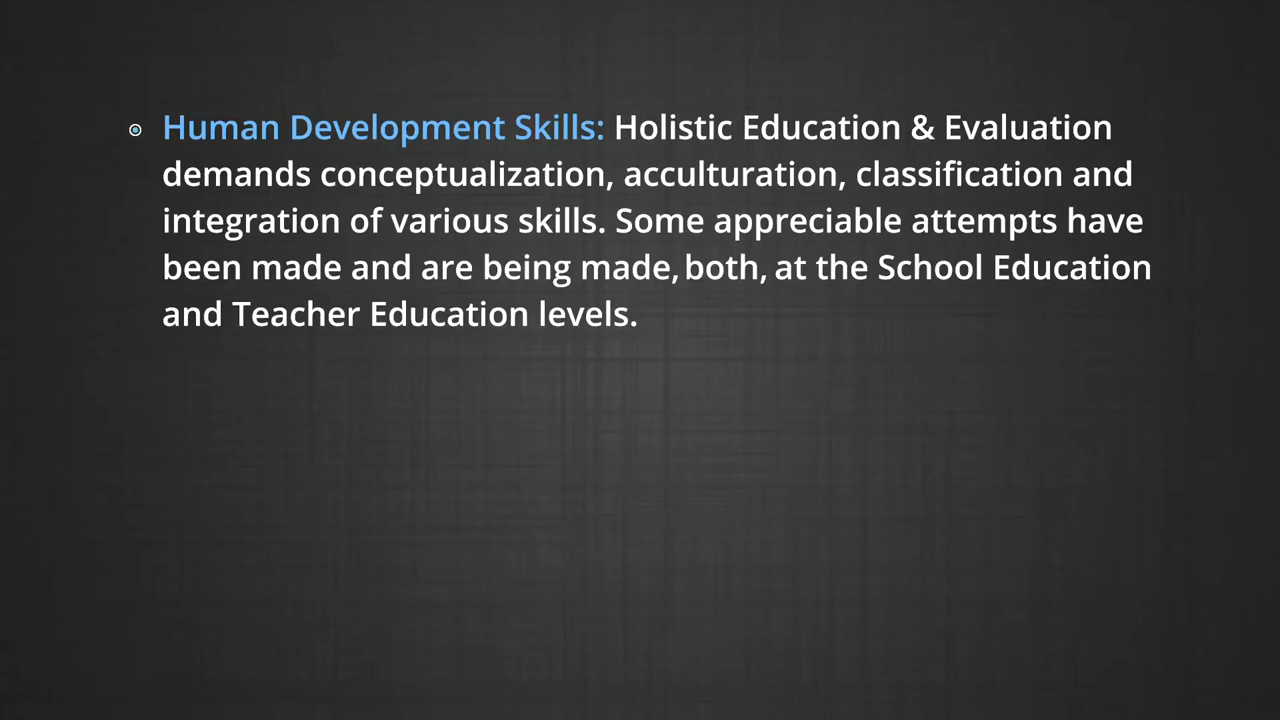 Human Development Skills: Holistic Education & Evaluation
demands conceptualization, acculturation, classification and
integration of various skills. Some appreciable attempts have
been made and are being made, both, at the School Education
and Teacher Education levels.